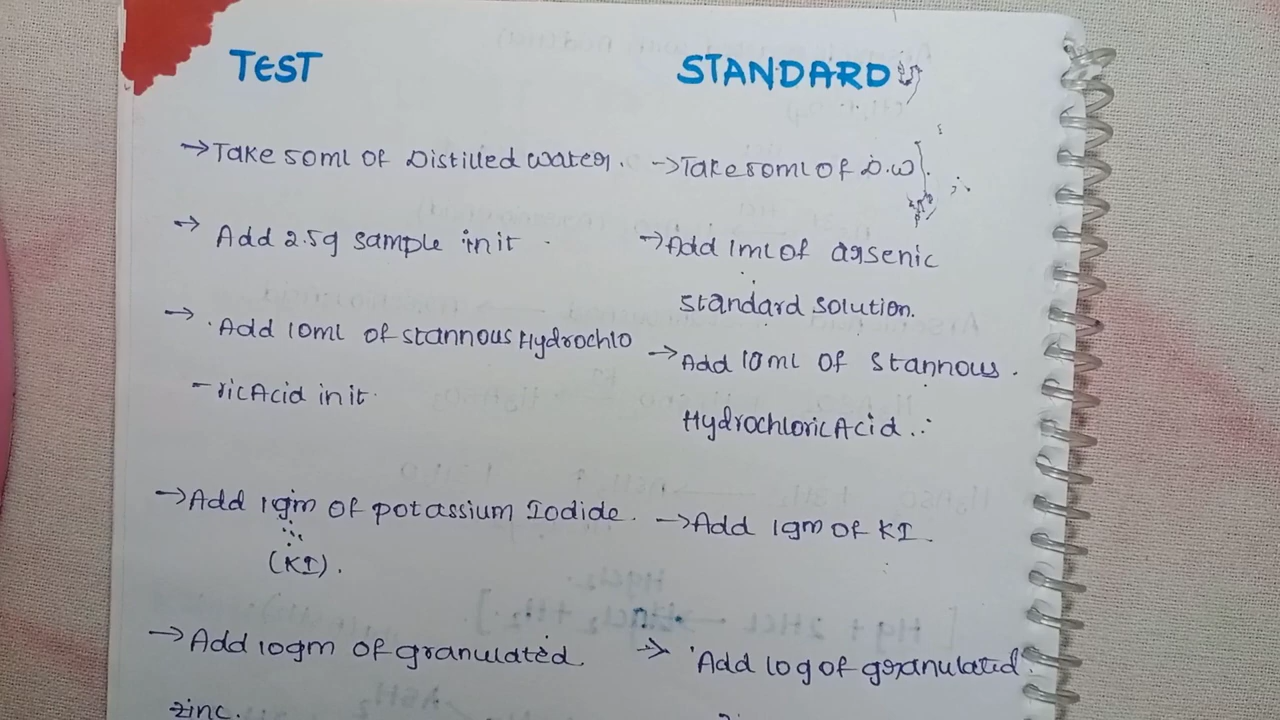 TEST
→Take 50ml of Distilled water.
→ Add 2.5g sample in it
→ Add 10ml of stannous Hydrochlo
-ric Acid in it.
→Add 1gm of potassium Iodide.
(KI).
→Add 10gm of granulated
zinc.
STANDARD
→Take 50ml of D.W
→Add 1ml of arsenic
standard solution.
→Add 10ml of stannous.
Hydrochloric Acid.
→Add 1gm of KI.
→ Add 10g of granulated